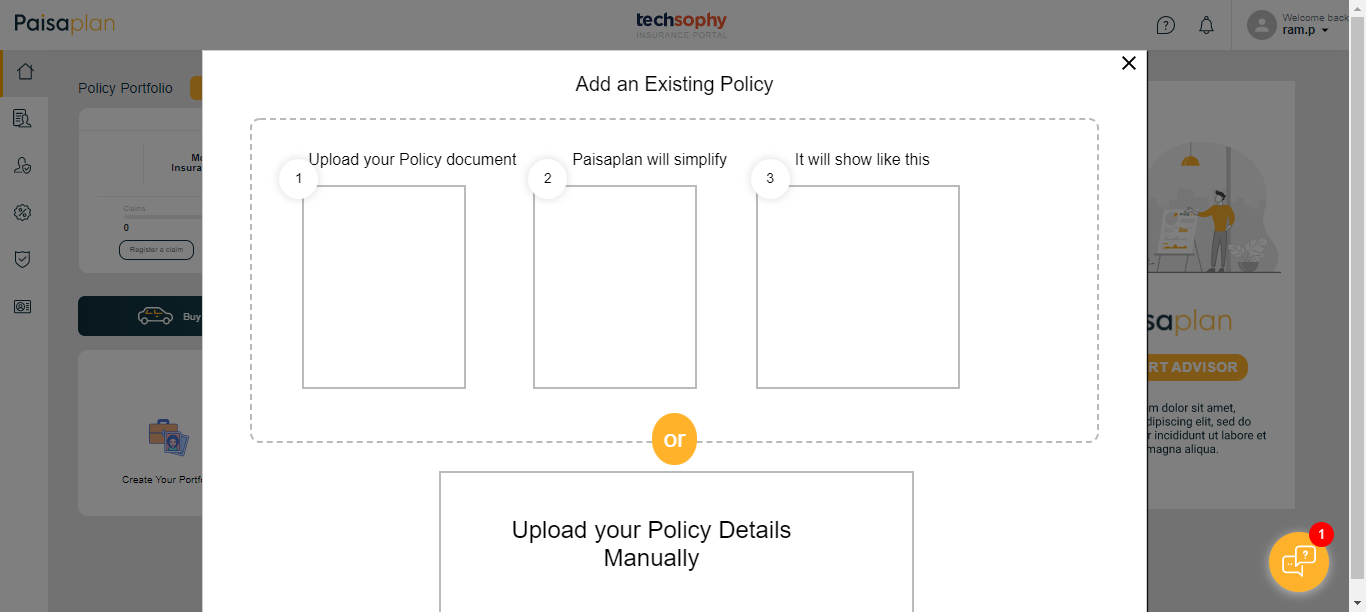 Paisaplan
techsophy
INSURANCE PORTAL
?
Welcome back
ram.p
Policy Portfolio
Mo
Insura
Claims
0
Register a claim
Buy
Create Your Portf
Add an Existing Policy
1
Upload your Policy document
2
Paisaplan will simplify
3
It will show like this
or
Upload your Policy Details
Manually
saplan
RT ADVISOR
m dolor sit amet,
dipiscing elit, sed do
r incididunt ut labore et
magna aliqua.
?
1